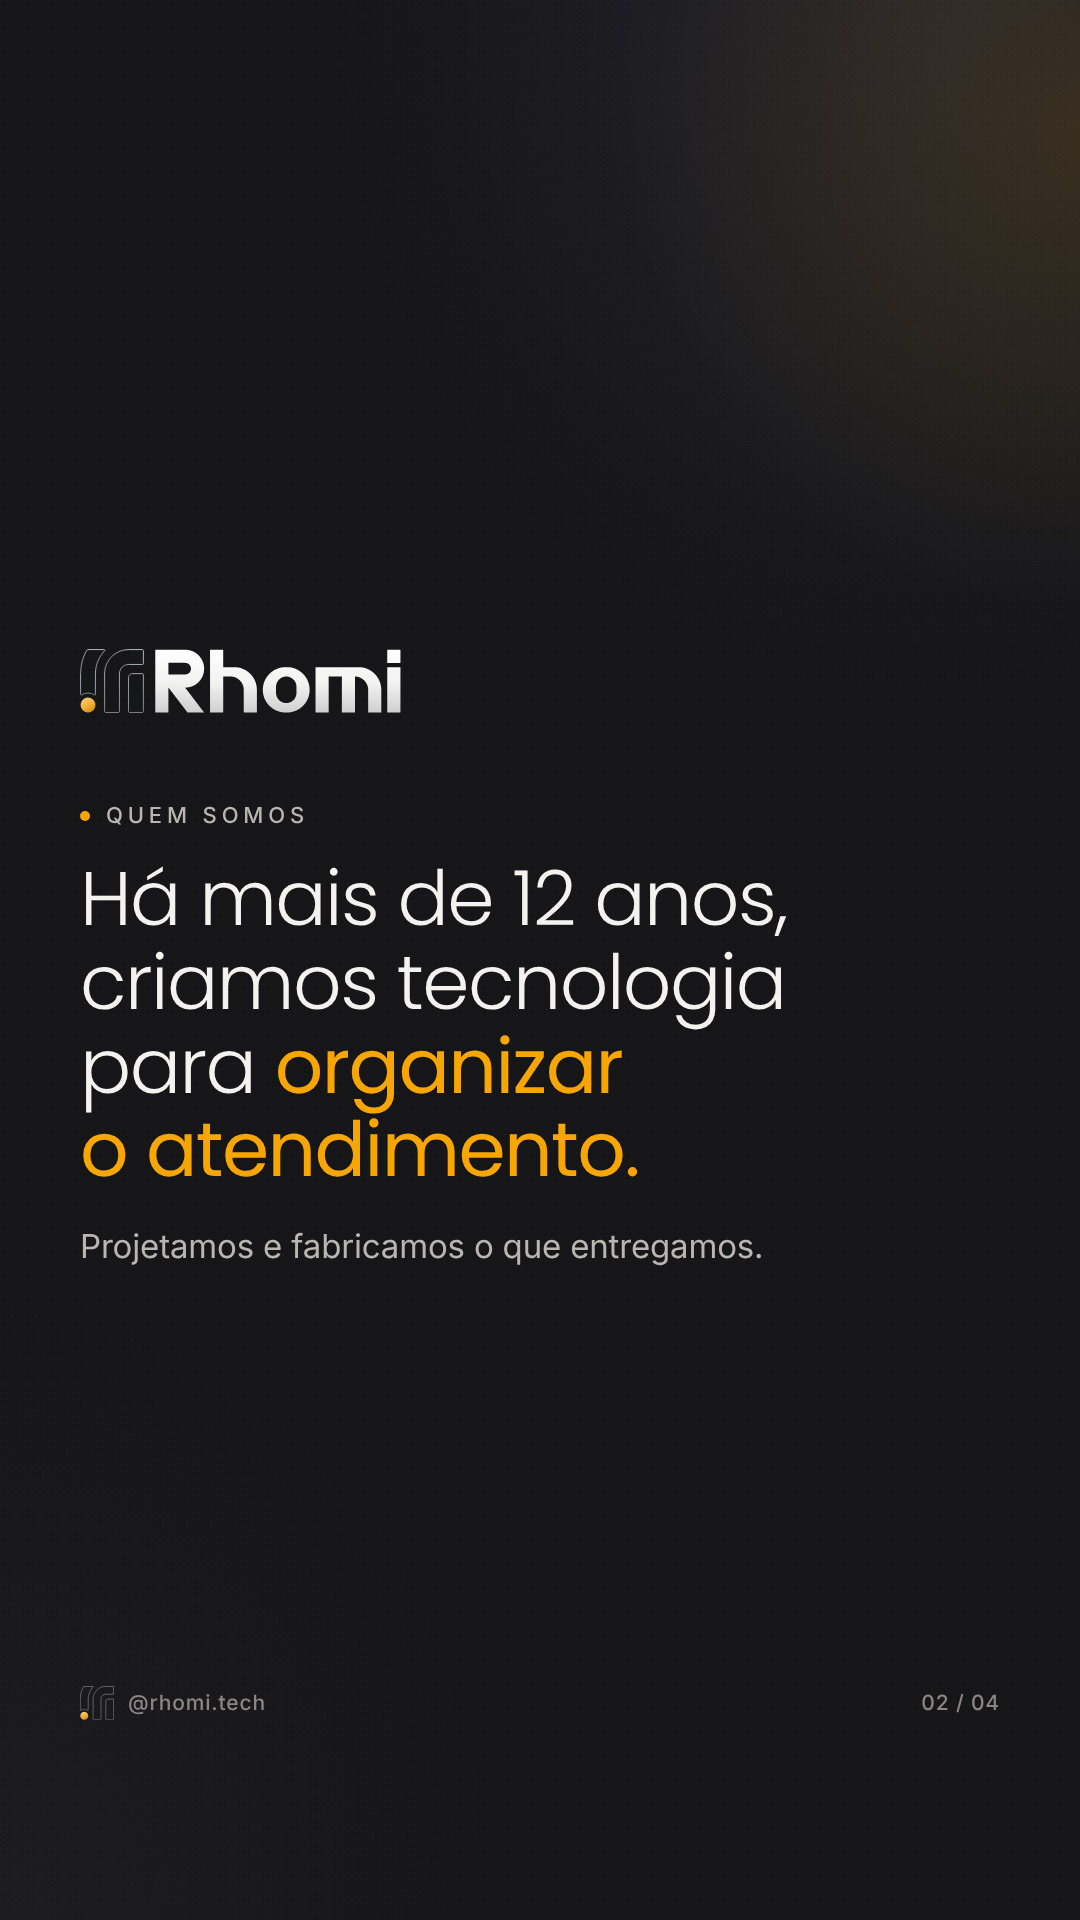 Rhomi
QUEM SOMOS
Há mais de 12 anos,
criamos tecnologia
para organizar
o atendimento.
Projetamos e fabricamos o que entregamos.
@rhomi.tech
02 / 04